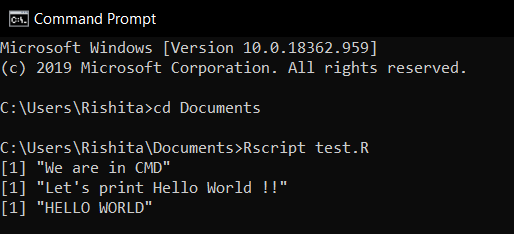 Command Prompt
Microsoft Windows [Version 10.0.18362.959]
(c) 2019 Microsoft Corporation. All rights reserved.
C:\Users\Rishita>cd Documents
C:\Users\Rishita\Documents>Rscript test.R
[1] "We are in CMD"
[1] "Let's print Hello World !!"
[1] "HELLO WORLD"